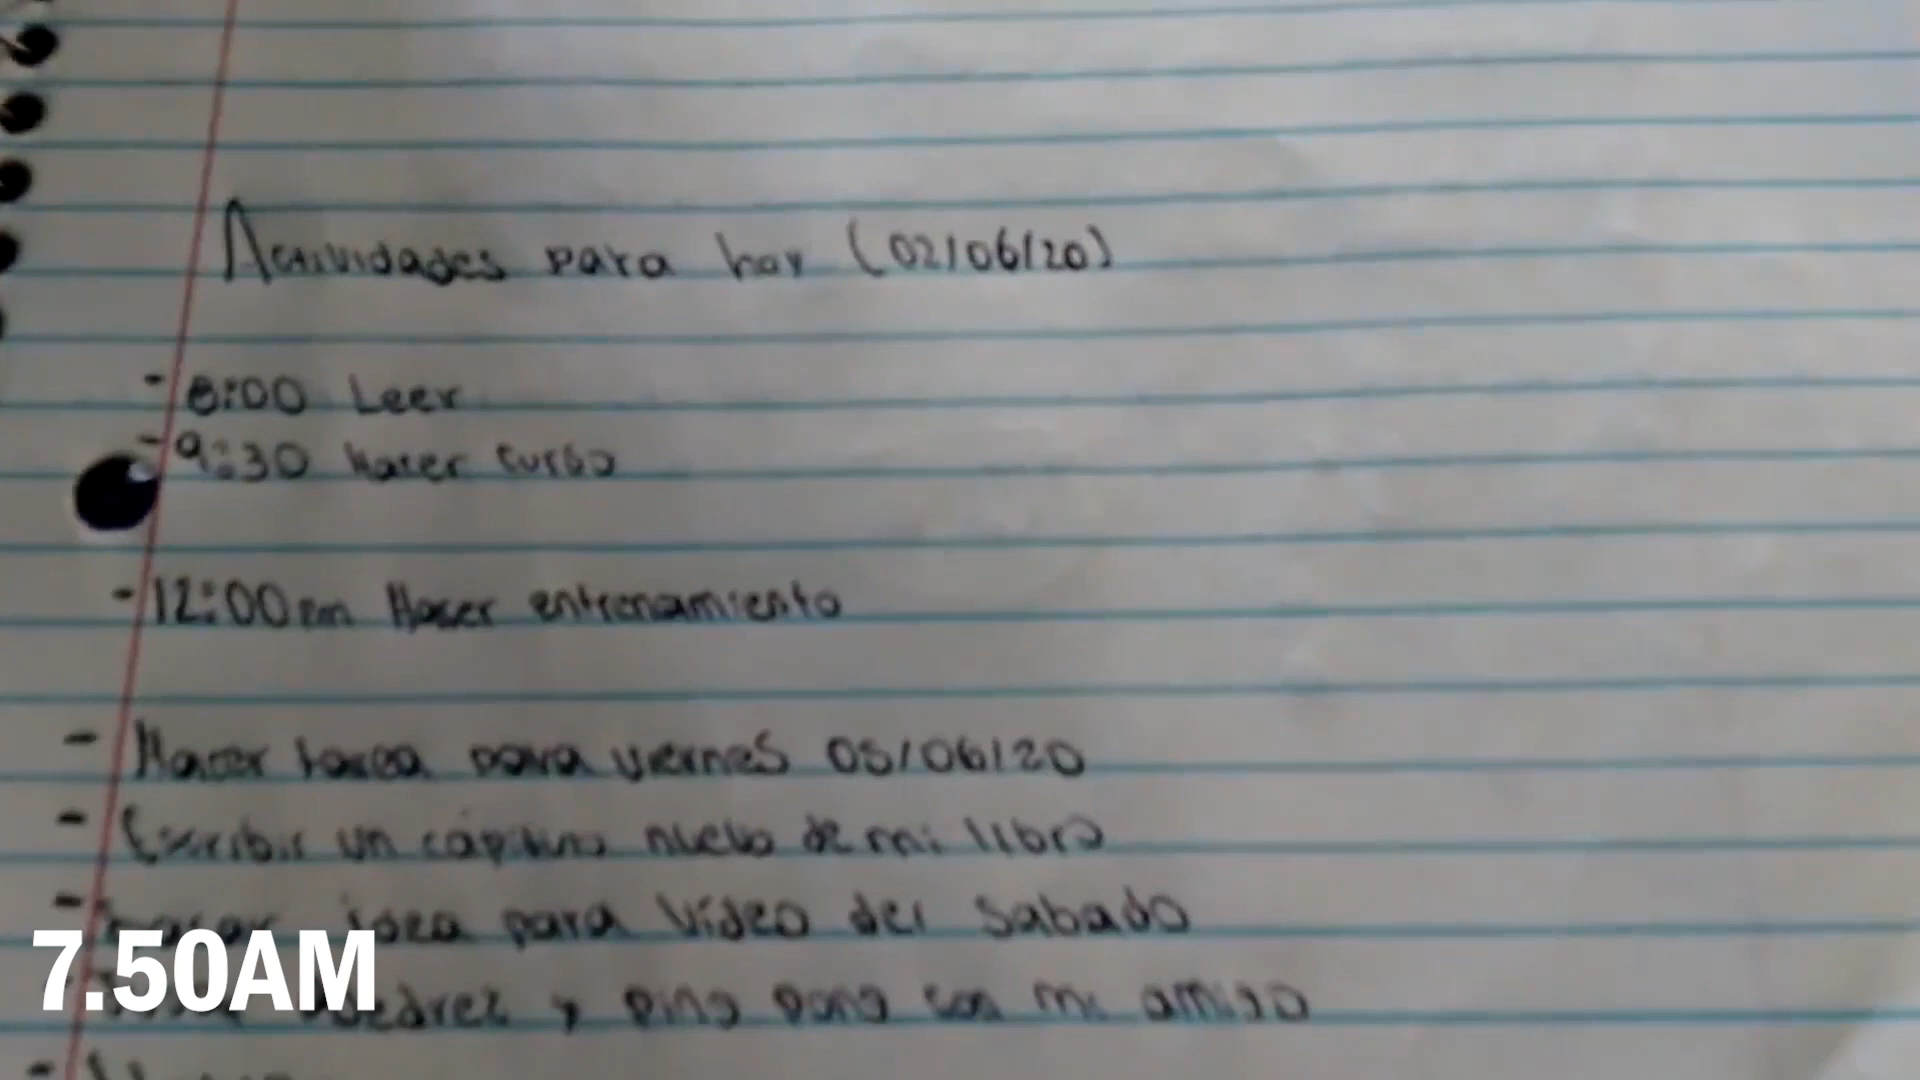 Actividades para hoy (02/06/20)
- 8:00 Leer
- 9:30 Hacer curso
- 12:00 pm Hacer entrenamiento
- Hacer tarea para viernes 05/06/20
- Escribir un cápitulo nuevo de mi libro
- idea para video del sabado
y ping pong con mi amigo
7.50AM